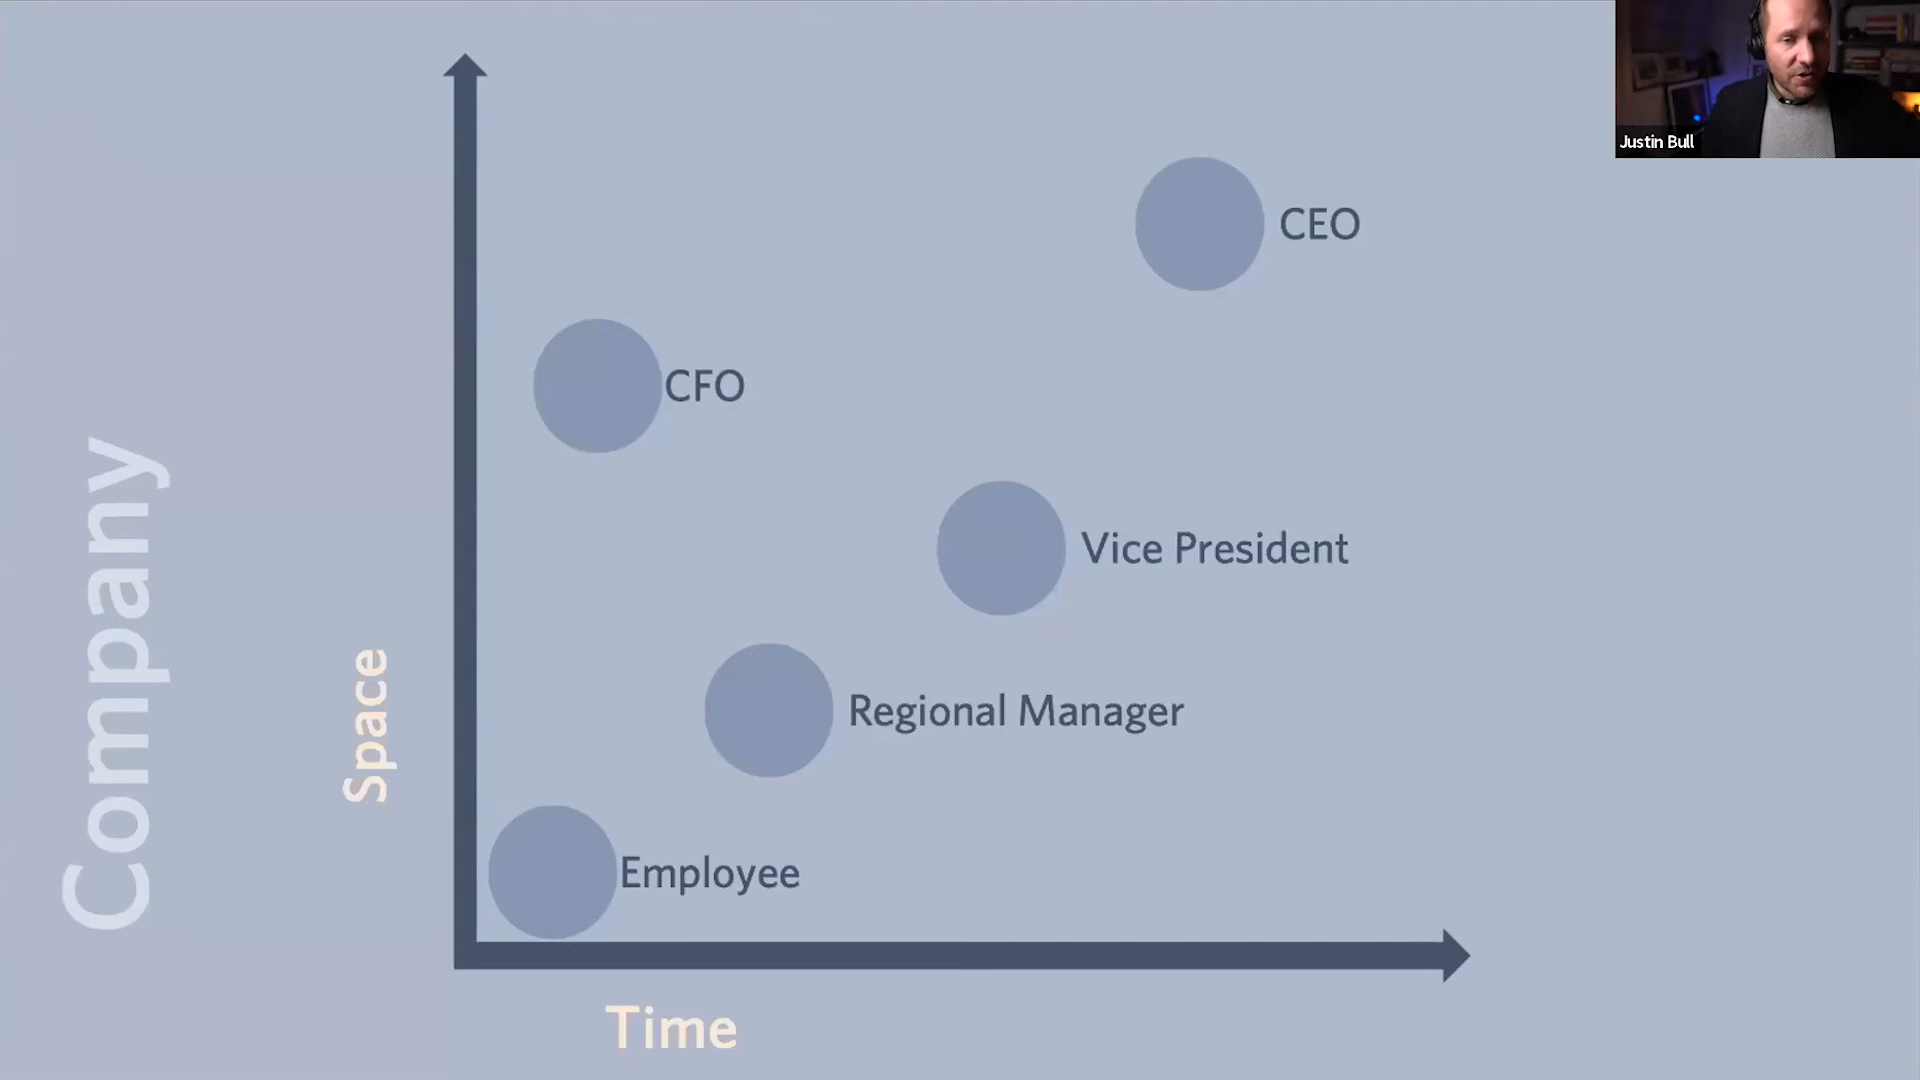 Justin Bull
CEO
CFO
Vice President
Regional Manager
Employee
Company
Space
Time